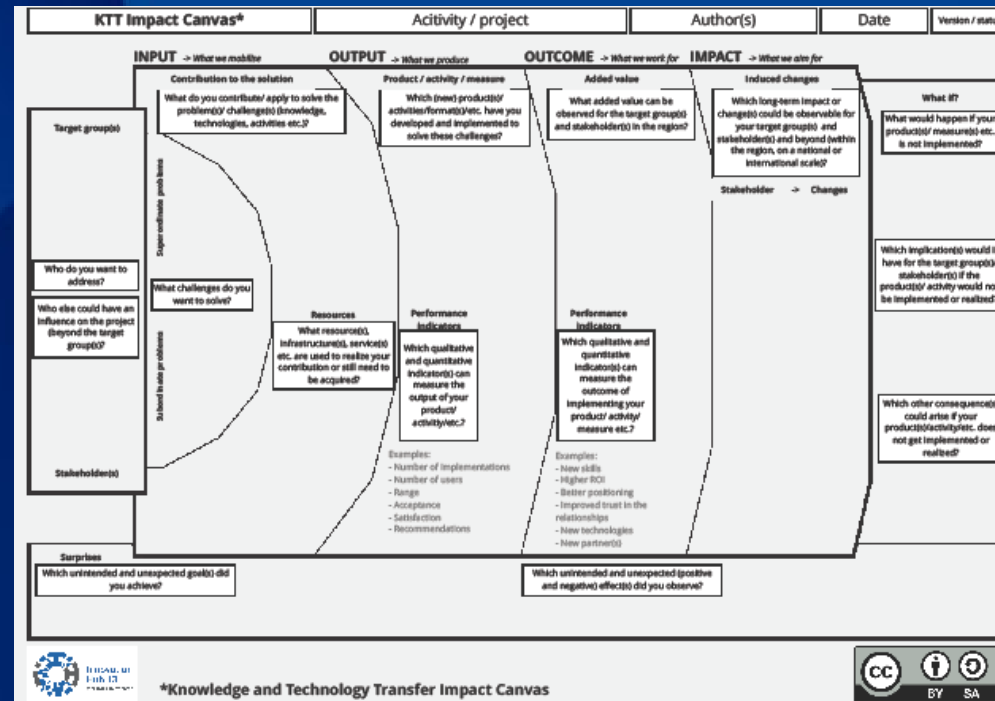 KTT Impact Canvas*
Acitivity / project
Author(s)
Date
Version / statu
INPUT -> What we mobilise
OUTPUT -> What we produce
OUTCOME -> What we work for
IMPACT -> What we aim for
Contribution to the solution
What do you contribute/ apply to solve the
problem(s)/ challenge(s) (knowledge,
technologies, activities etc.)?
Product / activity / measure
Which (new) product(s)/
activities/format(s)/etc. have you
developed and implemented to
solve these challenges?
Added value
What added value can be
observed for the target group(s)
and stakeholder(s) in the region?
Induced changes
Which long-term impact or
change(s) could be observable for
your target group(s) and
stakeholder(s) and beyond (within
the region, on a national or
international scale)?
Stakeholder -> Changes
What if?
What would happen if your
product(s)/ measure(s) etc.
is not implemented?
Which implication(s) would it
have for the target group(s)/
stakeholder(s) if the
product(s)/ activity would no
be implemented or realized?
Which other consequence(s
could arise if your
product(s)/activity/etc. does
not get implemented or
realized?
Target group(s)
Who do you want to
address?
Who else could have an
influence on the project
(beyond the target
group(s)?
Stakeholder(s)
Superordinate problems
What challenges do you
want to solve?
Subordinate problems
Resources
What resource(s),
infrastructure(s), service(s)
etc. are used to realize your
contribution or still need to
be acquired?
Performance
indicators
Which qualitative
and quantitative
indicator(s) can
measure the
output of your
product/
activity/etc.?
Examples:
- Number of implementations
- Number of users
- Range
- Acceptance
- Satisfaction
- Recommendations
Performance
indicators
Which qualitative and
quantitative
indicator(s) can
measure the
outcome of
implementing your
product/ activity/
measure etc.?
Examples:
- New skills
- Higher ROI
- Better positioning
- Improved trust in the
relationships
- New technologies
- New partner(s)
Surprises
Which unintended and unexpected goal(s) did
you achieve?
Which unintended and unexpected (positive
and negative) effect(s) did you observe?
*Knowledge and Technology Transfer Impact Canvas
cc
BY SA